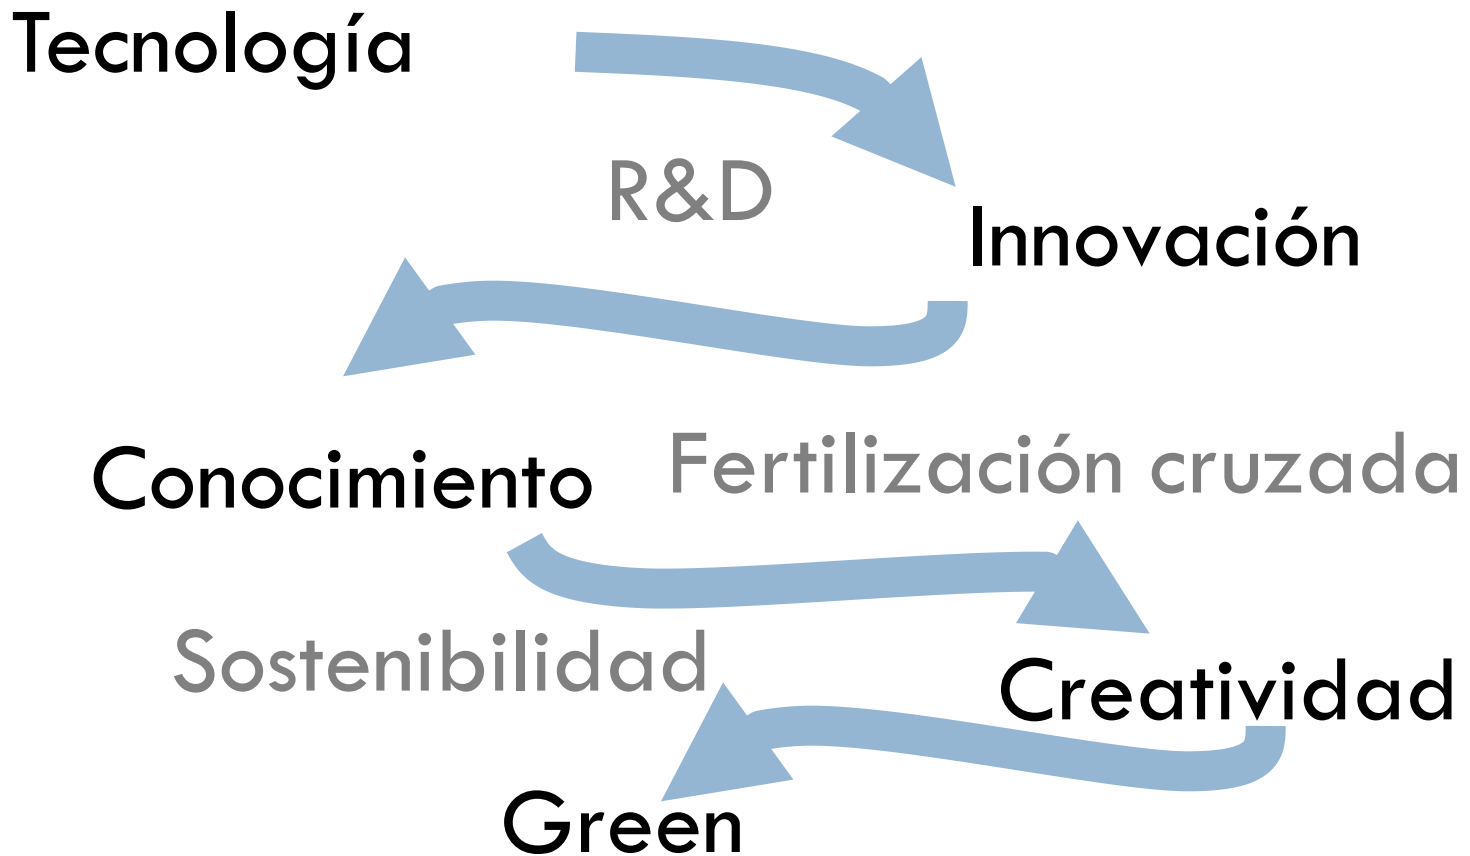 Tecnología
R&D
Innovación
Conocimiento
Fertilización cruzada
Sostenibilidad
Creatividad
Green